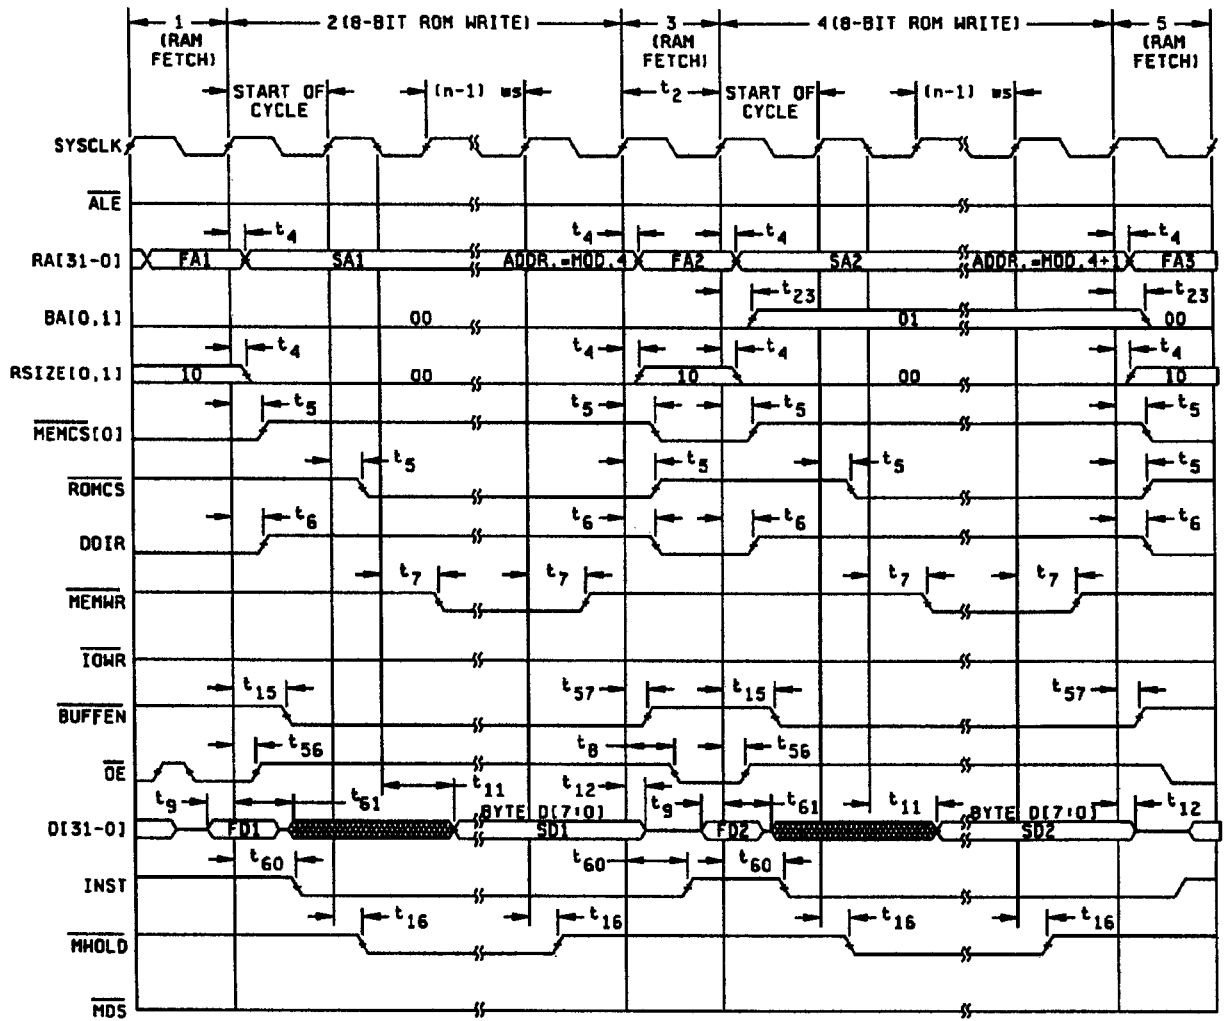 1 2(8-BIT ROM WRITE) 3 4(8-BIT ROM WRITE) 5
(RAM FETCH) (RAM FETCH) (RAM FETCH)
START OF CYCLE (n-1) ws t2 START OF CYCLE (n-1) ws
SYSCLK
ALE
t4 t4 t4 t4
RA[31-0] FA1 SA1 ADDR.=MOD.4 FA2 SA2 ADDR.=MOD.4+1 FA3
t23 t23
BA[0,1] 00 01 00
t4 t4 t4 t4
RSIZE[0,1] 10 00 10 00 10
t5 t5 t5 t5
MEMCS[0]
t5 t5 t5 t5
ROMCS
t6 t6 t6 t6
DDIR
t7 t7 t7 t7
MEMWR
IOWR
t15 t57 t15 t57
BUFFEN
t56 t8 t56
OE
t9 t61 t11 t12 t9 t61 t11 t12
BYTE D[7:0] BYTE D[7:0]
D[31-0] FD1 SD1 FD2 SD2
t60 t60 t60
INST
t16 t16 t16 t16
MHOLD
MDS